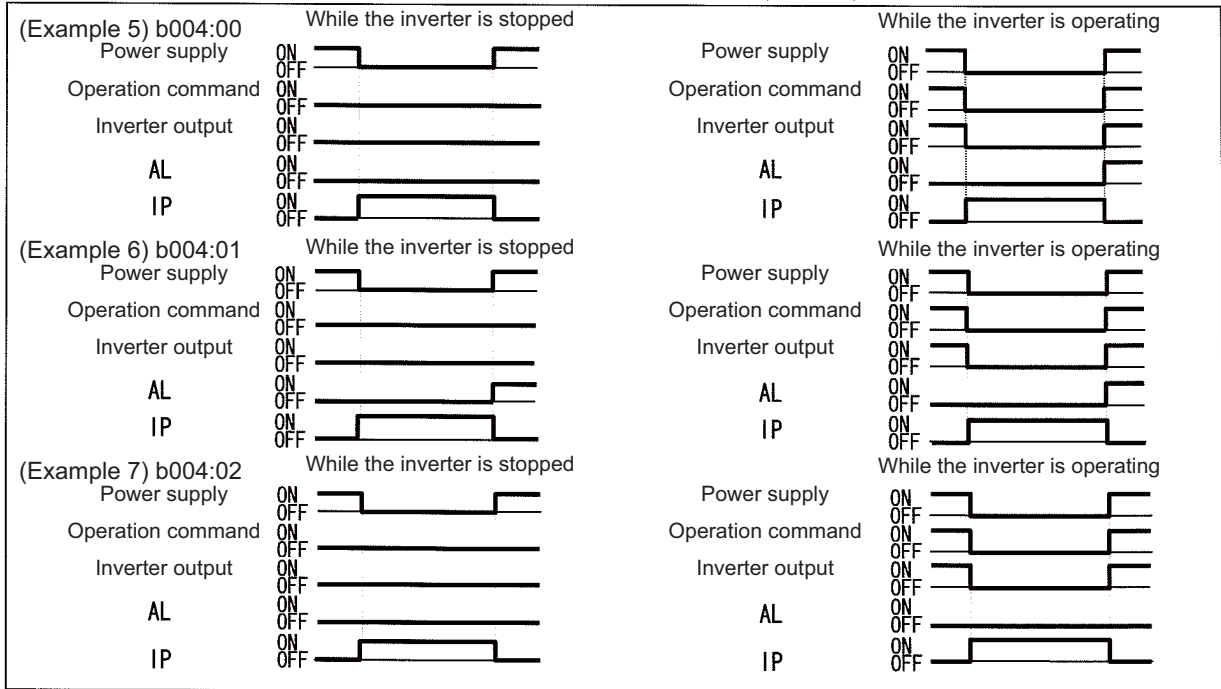 (Example 5) b004:00
While the inverter is stopped
Power supply ON OFF
Operation command ON OFF
Inverter output ON OFF
AL ON OFF
IP ON OFF
While the inverter is operating
Power supply ON OFF
Operation command ON OFF
Inverter output ON OFF
AL ON OFF
IP ON OFF
(Example 6) b004:01
While the inverter is stopped
Power supply ON OFF
Operation command ON OFF
Inverter output ON OFF
AL ON OFF
IP ON OFF
While the inverter is operating
Power supply ON OFF
Operation command ON OFF
Inverter output ON OFF
AL ON OFF
IP ON OFF
(Example 7) b004:02
While the inverter is stopped
Power supply ON OFF
Operation command ON OFF
Inverter output ON OFF
AL ON OFF
IP ON OFF
While the inverter is operating
Power supply ON OFF
Operation command ON OFF
Inverter output ON OFF
AL ON OFF
IP ON OFF